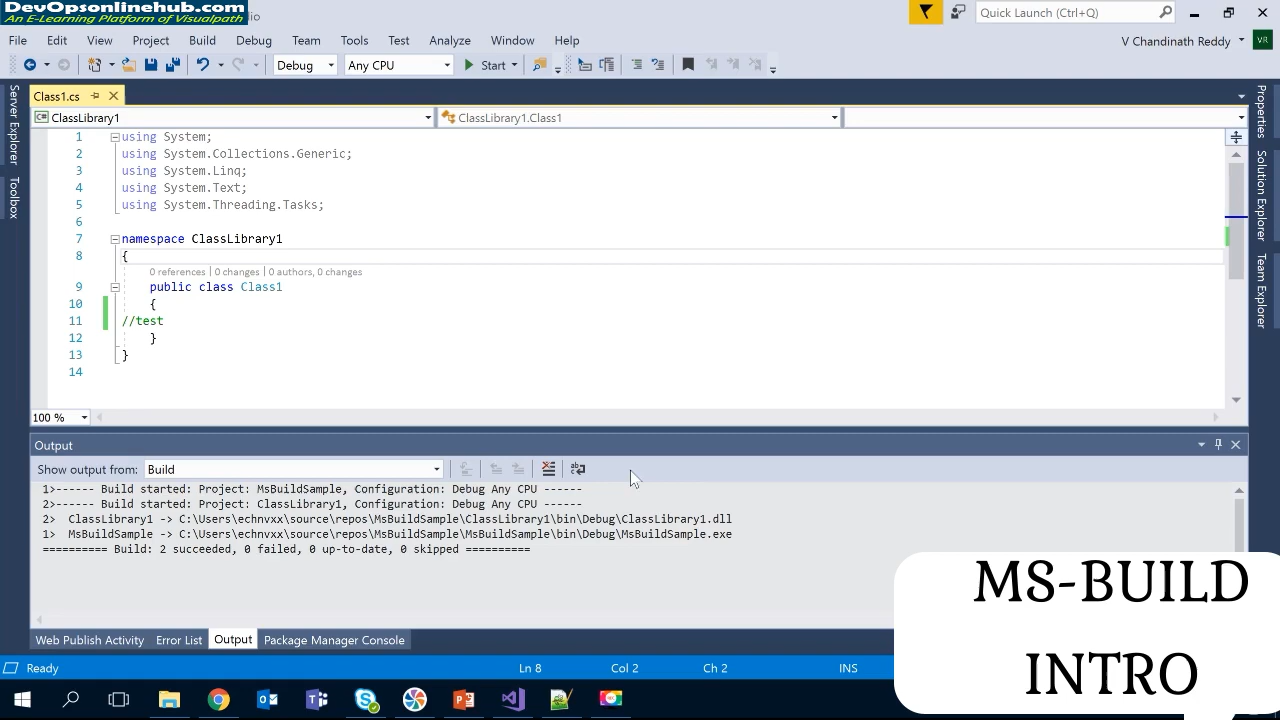 DevOpsonlinehub.com
An E-Learning Platform of Visualpath
io
Quick Launch (Ctrl+Q)
File Edit View Project Build Debug Team Tools Test Analyze Window Help
V Chandinath Reddy VR
Debug Any CPU Start
Class1.cs
ClassLibrary1 ClassLibrary1.Class1
Server Explorer
Toolbox
Properties
Solution Explorer
Team Explorer
1 using System;
2 using System.Collections.Generic;
3 using System.Linq;
4 using System.Text;
5 using System.Threading.Tasks;
6
7 namespace ClassLibrary1
8 {
0 references | 0 changes | 0 authors, 0 changes
9 public class Class1
10 {
11 //test
12 }
13 }
14
100 %
Output
Show output from: Build
1>------ Build started: Project: MsBuildSample, Configuration: Debug Any CPU ------
2>------ Build started: Project: ClassLibrary1, Configuration: Debug Any CPU ------
2> ClassLibrary1 -> C:\Users\echnvxx\source\repos\MsBuildSample\ClassLibrary1\bin\Debug\ClassLibrary1.dll
1> MsBuildSample -> C:\Users\echnvxx\source\repos\MsBuildSample\MsBuildSample\bin\Debug\MsBuildSample.exe
========== Build: 2 succeeded, 0 failed, 0 up-to-date, 0 skipped ==========
Web Publish Activity Error List Output Package Manager Console
Ready Ln 8 Col 2 Ch 2 INS
MS-BUILD
INTRO